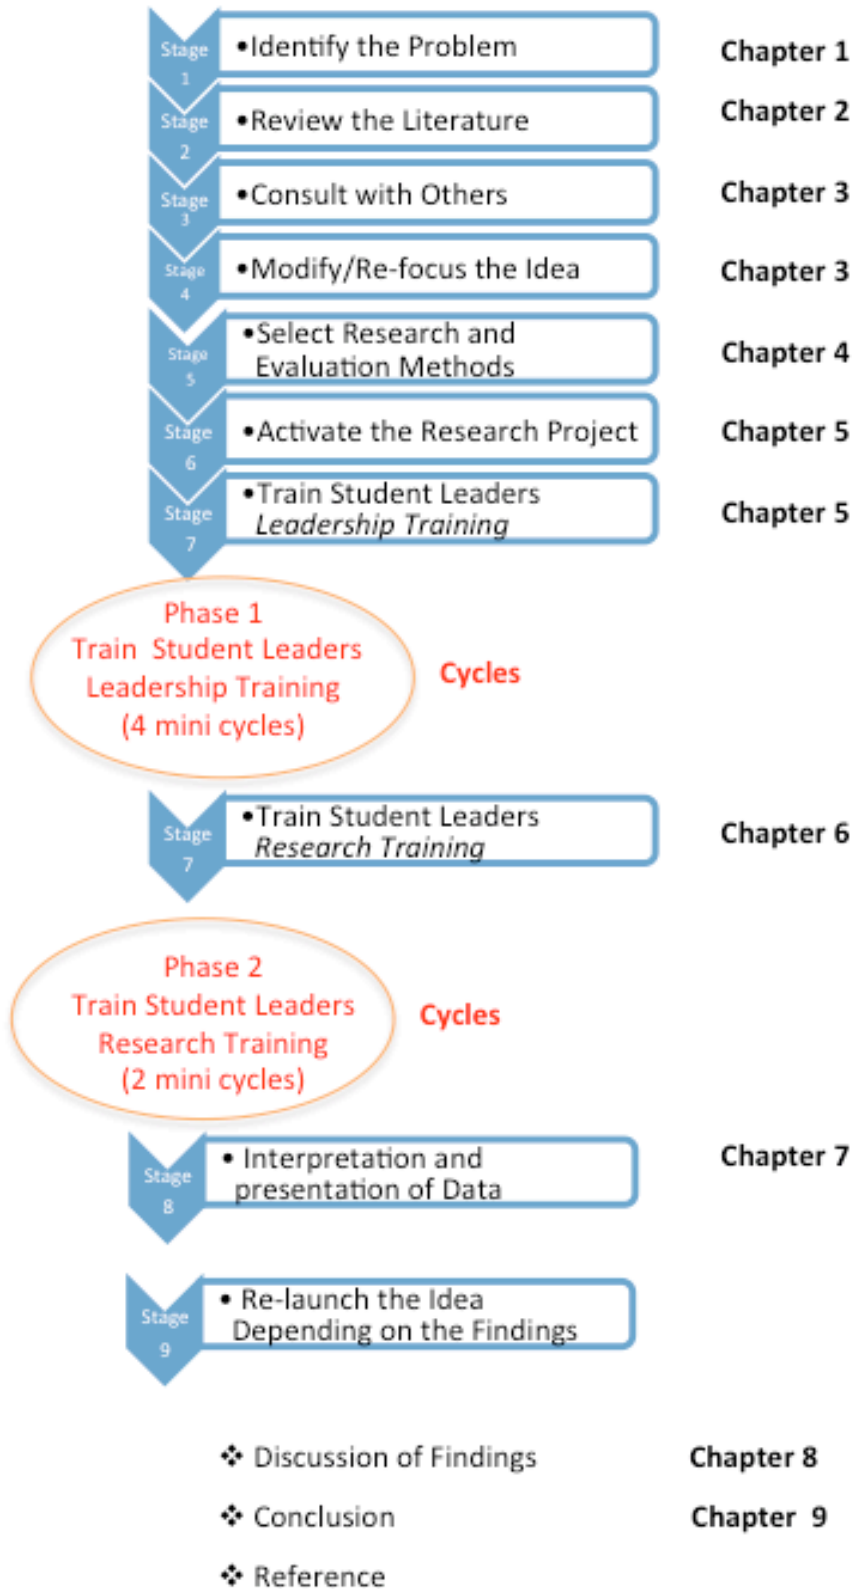 Stage
1
•Identify the Problem
Chapter 1
Stage
2
•Review the Literature
Chapter 2
Stage
3
•Consult with Others
Chapter 3
Stage
4
•Modify/Re-focus the Idea
Chapter 3
Stage
5
•Select Research and
Evaluation Methods
Chapter 4
Stage
6
•Activate the Research Project
Chapter 5
Stage
7
•Train Student Leaders
Leadership Training
Chapter 5
Phase 1
Train Student Leaders
Leadership Training
(4 mini cycles)
Cycles
Stage
7
•Train Student Leaders
Research Training
Chapter 6
Phase 2
Train Student Leaders
Research Training
(2 mini cycles)
Cycles
Stage
8
• Interpretation and
presentation of Data
Chapter 7
Stage
9
• Re-launch the Idea
Depending on the Findings
❖ Discussion of Findings Chapter 8
❖ Conclusion Chapter 9
❖ Reference